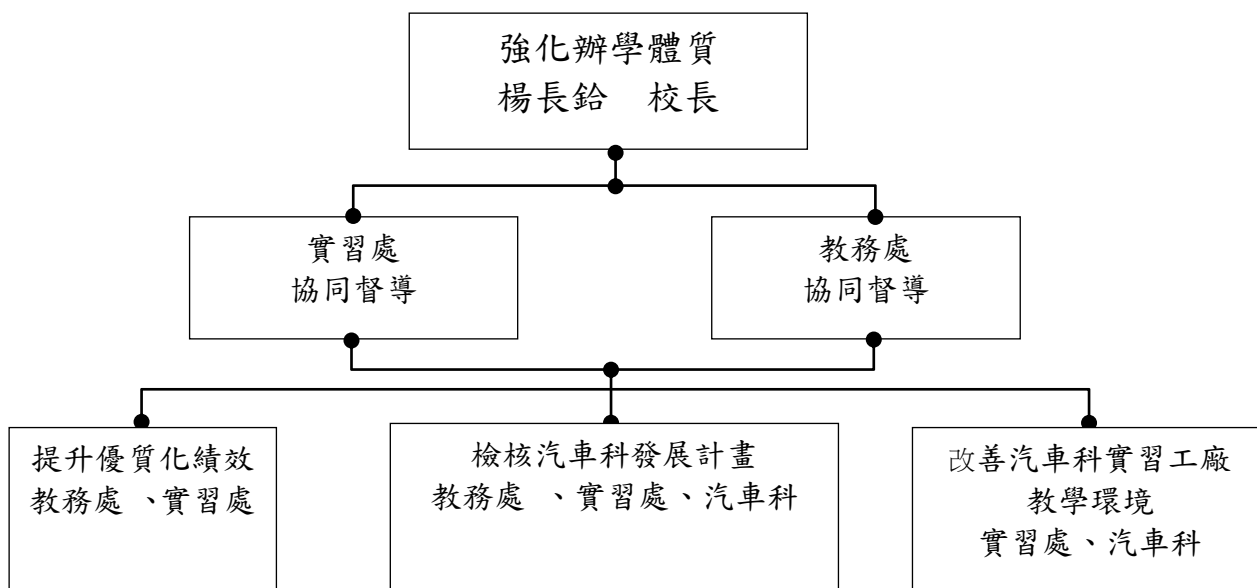 強化辦學體質
楊長鈶　校長
實習處
協同督導
教務處
協同督導
提升優質化績效
教務處 、實習處
檢核汽車科發展計畫
教務處 、實習處、汽車科
改善汽車科實習工廠
教學環境
實習處、汽車科